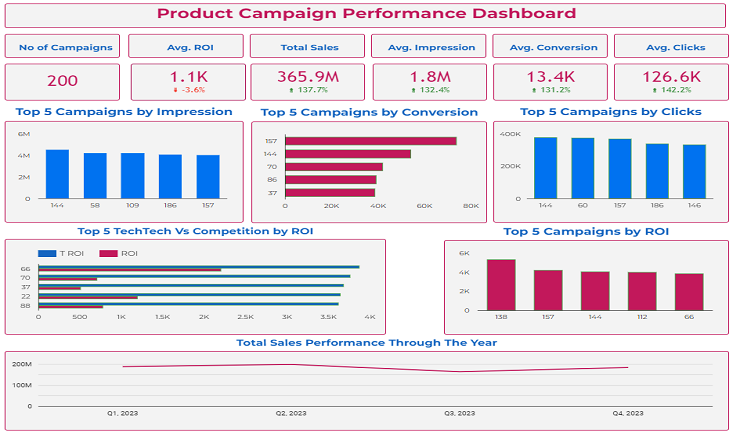 Product Campaign Performance Dashboard
No of Campaigns
Avg. ROI
Total Sales
Avg. Impression
Avg. Conversion
Avg. Clicks
200
1.1K
-3.6%
365.9M
137.7%
1.8M
132.4%
13.4K
131.2%
126.6K
142.2%
Top 5 Campaigns by Impression
6M
4M
2M
0
144 58 109 186 157
Top 5 Campaigns by Conversion
157
144
70
86
37
0 20K 40K 60K 80K
Top 5 Campaigns by Clicks
400K
200K
0
144 60 157 186 146
Top 5 TechTech Vs Competition by ROI
T ROI ROI
66
70
37
22
88
0 500 1K 2K 2.5K 3K 3.5K 4K
Top 5 Campaigns by ROI
6K
4K
2K
0
138 157 144 112 66
Total Sales Performance Through The Year
200M
100M
0
Q1, 2023 Q2, 2023 Q3, 2023 Q4, 2023